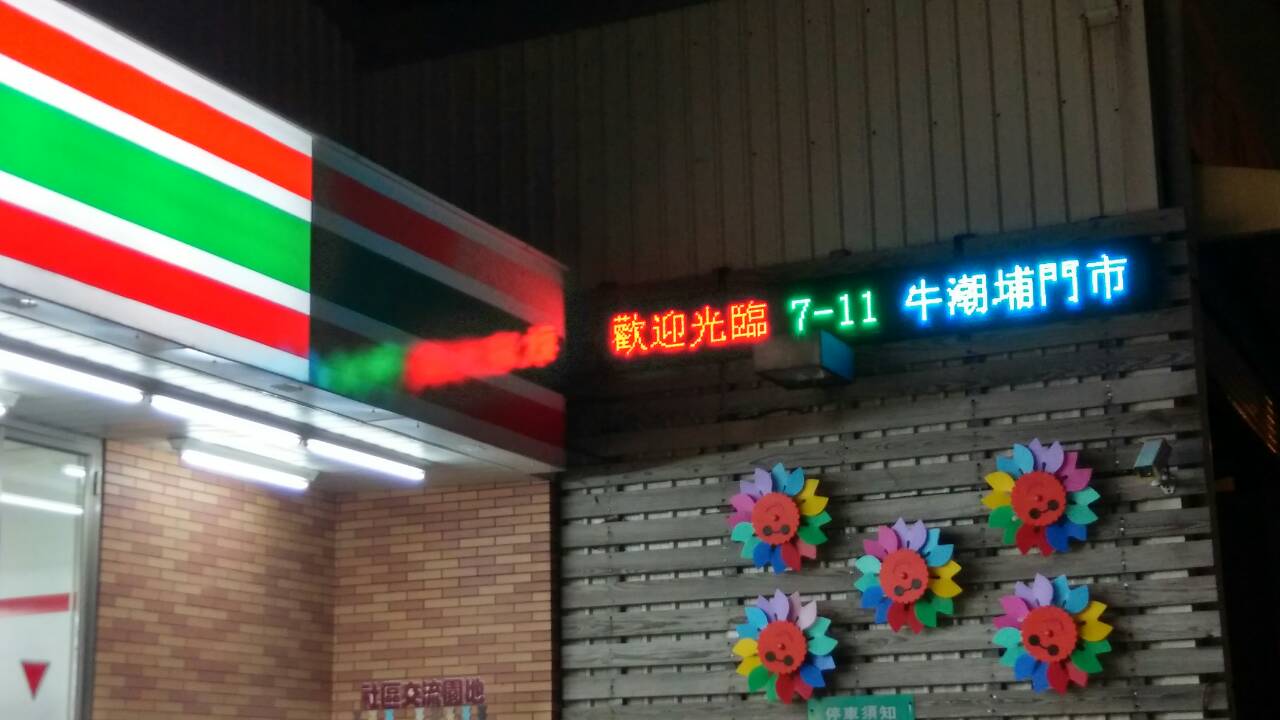 歡迎光臨 7-11 牛潮埔門市
社區交流園地
停車須知